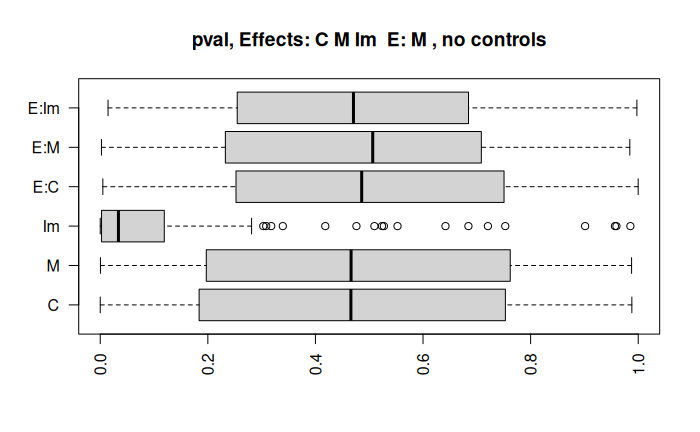 pval, Effects: C M Im  E: M , no controls
E:Im
E:M
E:C
Im
M
C
0.0
0.2
0.4
0.6
0.8
1.0